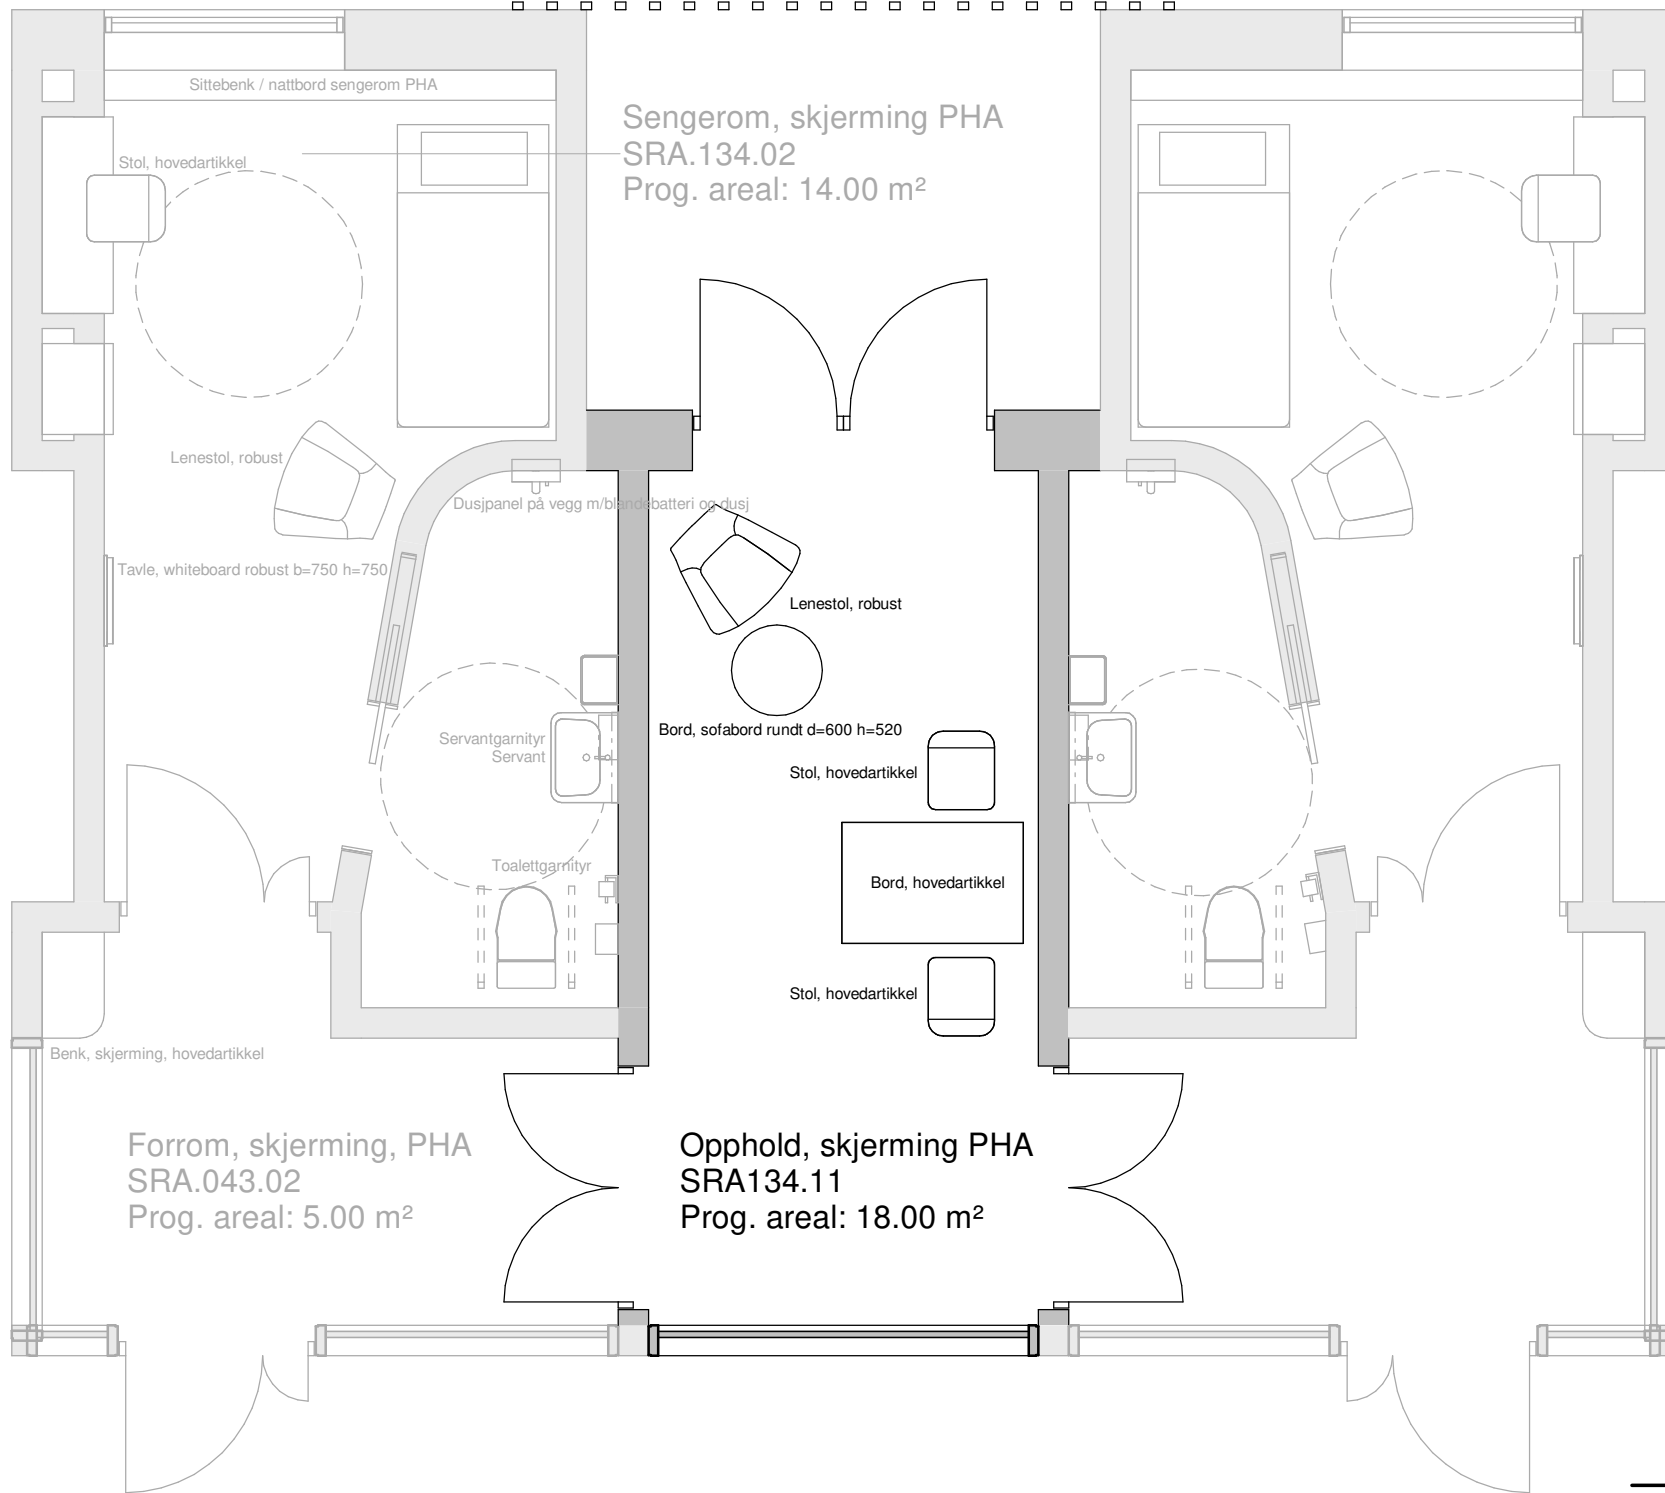 Sittebenk / nattbord sengerom PHA
Sengerom, skjerming PHA
SRA.134.02
Prog. areal: 14.00 m²
Stol, hovedartikkel
Lenestol, robust
Dusjpanel på vegg m/blandebatteri og dusj
Tavle, whiteboard robust b=750 h=750
Lenestol, robust
Bord, sofabord rundt d=600 h=520
Servantgarnityr
Servant
Stol, hovedartikkel
Toalettgarnityr
Bord, hovedartikkel
Stol, hovedartikkel
Benk, skjerming, hovedartikkel
Forrom, skjerming, PHA
SRA.043.02
Prog. areal: 5.00 m²
Opphold, skjerming PHA
SRA134.11
Prog. areal: 18.00 m²